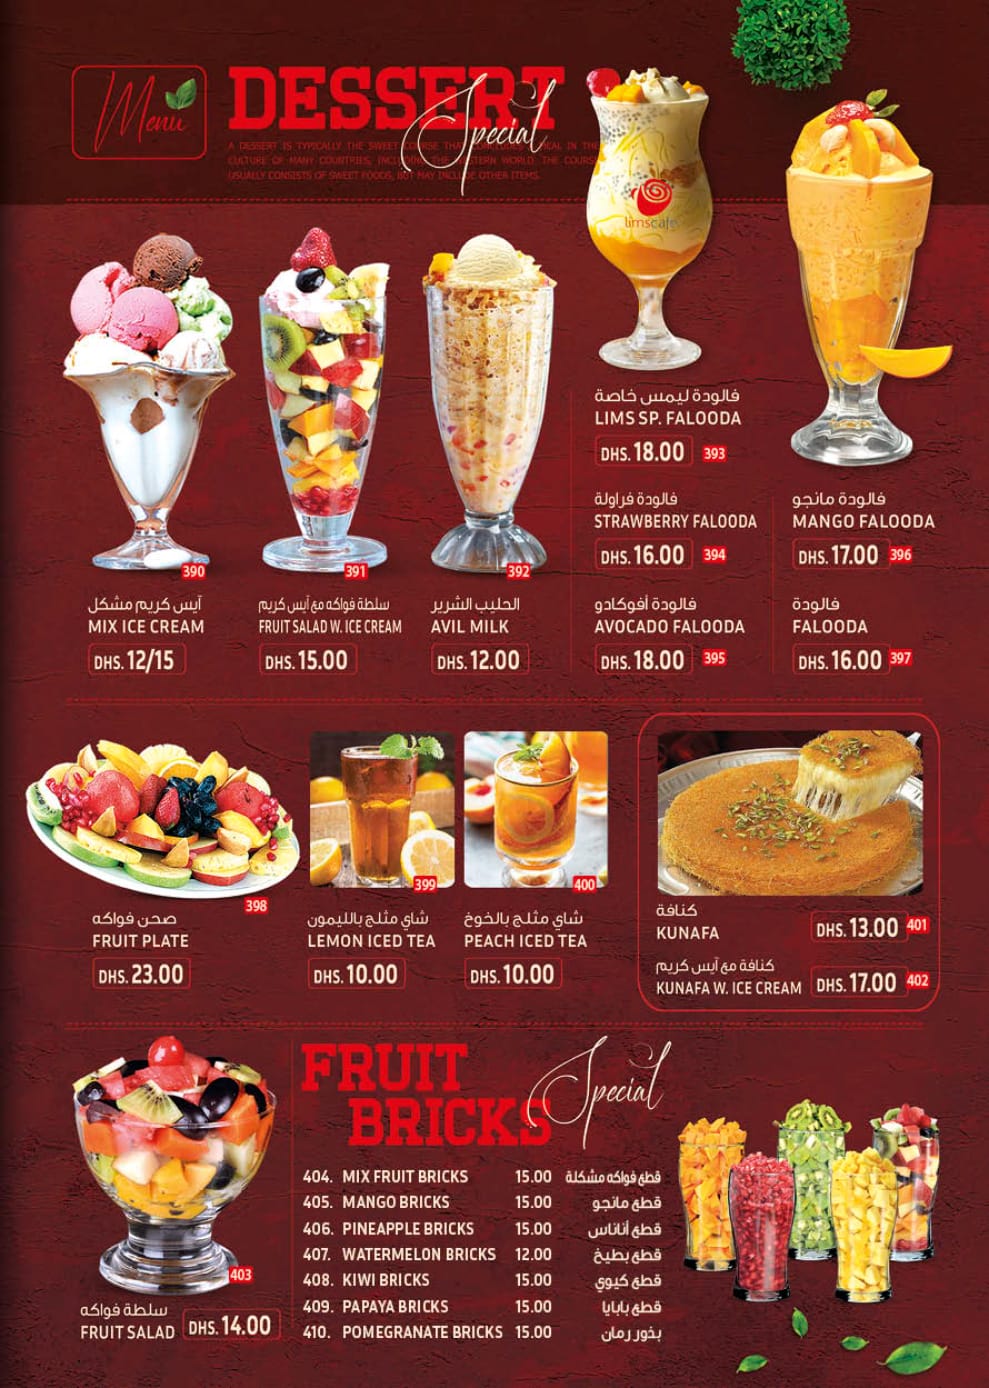 Menu
DESSERT
Special
A DESSERT IS TYPICALLY THE SWEET COURSE THAT CONCLUDES A MEAL IN THE
CULTURE OF MANY COUNTRIES, INCLUDING THE WESTERN WORLD. THE COURSE
USUALLY CONSISTS OF SWEET FOODS, BUT MAY INCLUDE OTHER ITEMS.
limscafe
390
آيس كريم مشكل
MIX ICE CREAM
DHS. 12/15
391
سلطة فواكه مع آيس كريم
FRUIT SALAD W. ICE CREAM
DHS. 15.00
392
الحليب الشرير
AVIL MILK
DHS. 12.00
فالودة ليمس خاصة
LIMS SP. FALOODA
DHS. 18.00 393
فالودة فراولة
STRAWBERRY FALOODA
DHS. 16.00 394
فالودة أفوكادو
AVOCADO FALOODA
DHS. 18.00 395
فالودة مانجو
MANGO FALOODA
DHS. 17.00 396
فالودة
FALOODA
DHS. 16.00 397
398
صحن فواكه
FRUIT PLATE
DHS. 23.00
399
شاي مثلج بالليمون
LEMON ICED TEA
DHS. 10.00
400
شاي مثلج بالخوخ
PEACH ICED TEA
DHS. 10.00
كنافة
KUNAFA DHS. 13.00 401
كنافة مع آيس كريم
KUNAFA W. ICE CREAM DHS. 17.00 402
403
سلطة فواكه
FRUIT SALAD DHS. 14.00
FRUIT
BRICKS
Special
404. MIX FRUIT BRICKS 15.00 قطع فواكه مشكلة
405. MANGO BRICKS 15.00 قطع مانجو
406. PINEAPPLE BRICKS 15.00 قطع أناناس
407. WATERMELON BRICKS 12.00 قطع بطيخ
408. KIWI BRICKS 15.00 قطع كيوي
409. PAPAYA BRICKS 15.00 قطع بابايا
410. POMEGRANATE BRICKS 15.00 بذور رمان